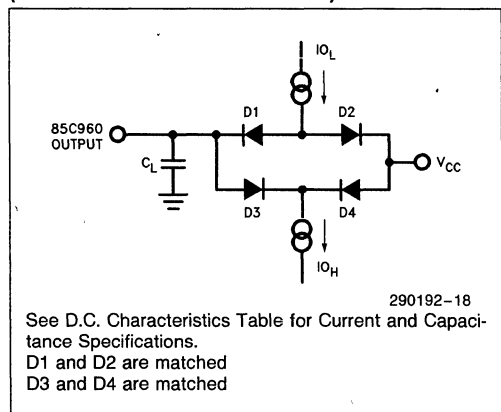 IOL
D1
D2
85C960
OUTPUT
CL
VCC
D3
D4
IOH
290192-18
See D.C. Characteristics Table for Current and Capaci-
tance Specifications.
D1 and D2 are matched
D3 and D4 are matched